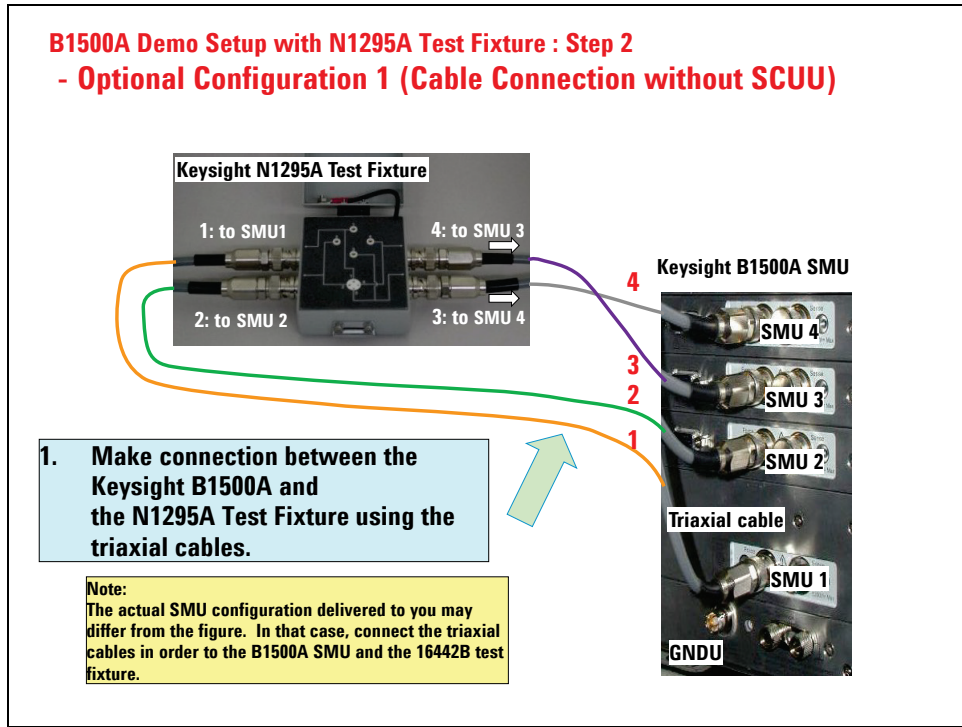 B1500A Demo Setup with N1295A Test Fixture : Step 2
- Optional Configuration 1 (Cable Connection without SCUU)
Keysight N1295A Test Fixture
1: to SMU1
4: to SMU 3
2: to SMU 2
3: to SMU 4
Keysight B1500A SMU
4
SMU 4
3
SMU 3
2
SMU 2
1
Triaxial cable
SMU 1
GNDU
1. Make connection between the
Keysight B1500A and
the N1295A Test Fixture using the
triaxial cables.
Note:
The actual SMU configuration delivered to you may
differ from the figure. In that case, connect the triaxial
cables in order to the B1500A SMU and the 16442B test
fixture.